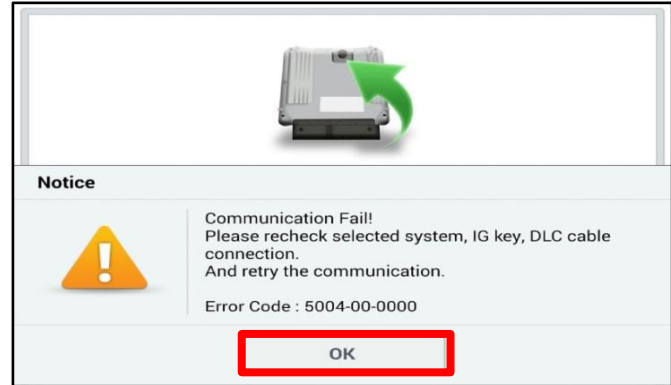 Notice
Communication Fail!
Please recheck selected system, IG key, DLC cable
connection.
And retry the communication.
Error Code : 5004-00-0000
OK